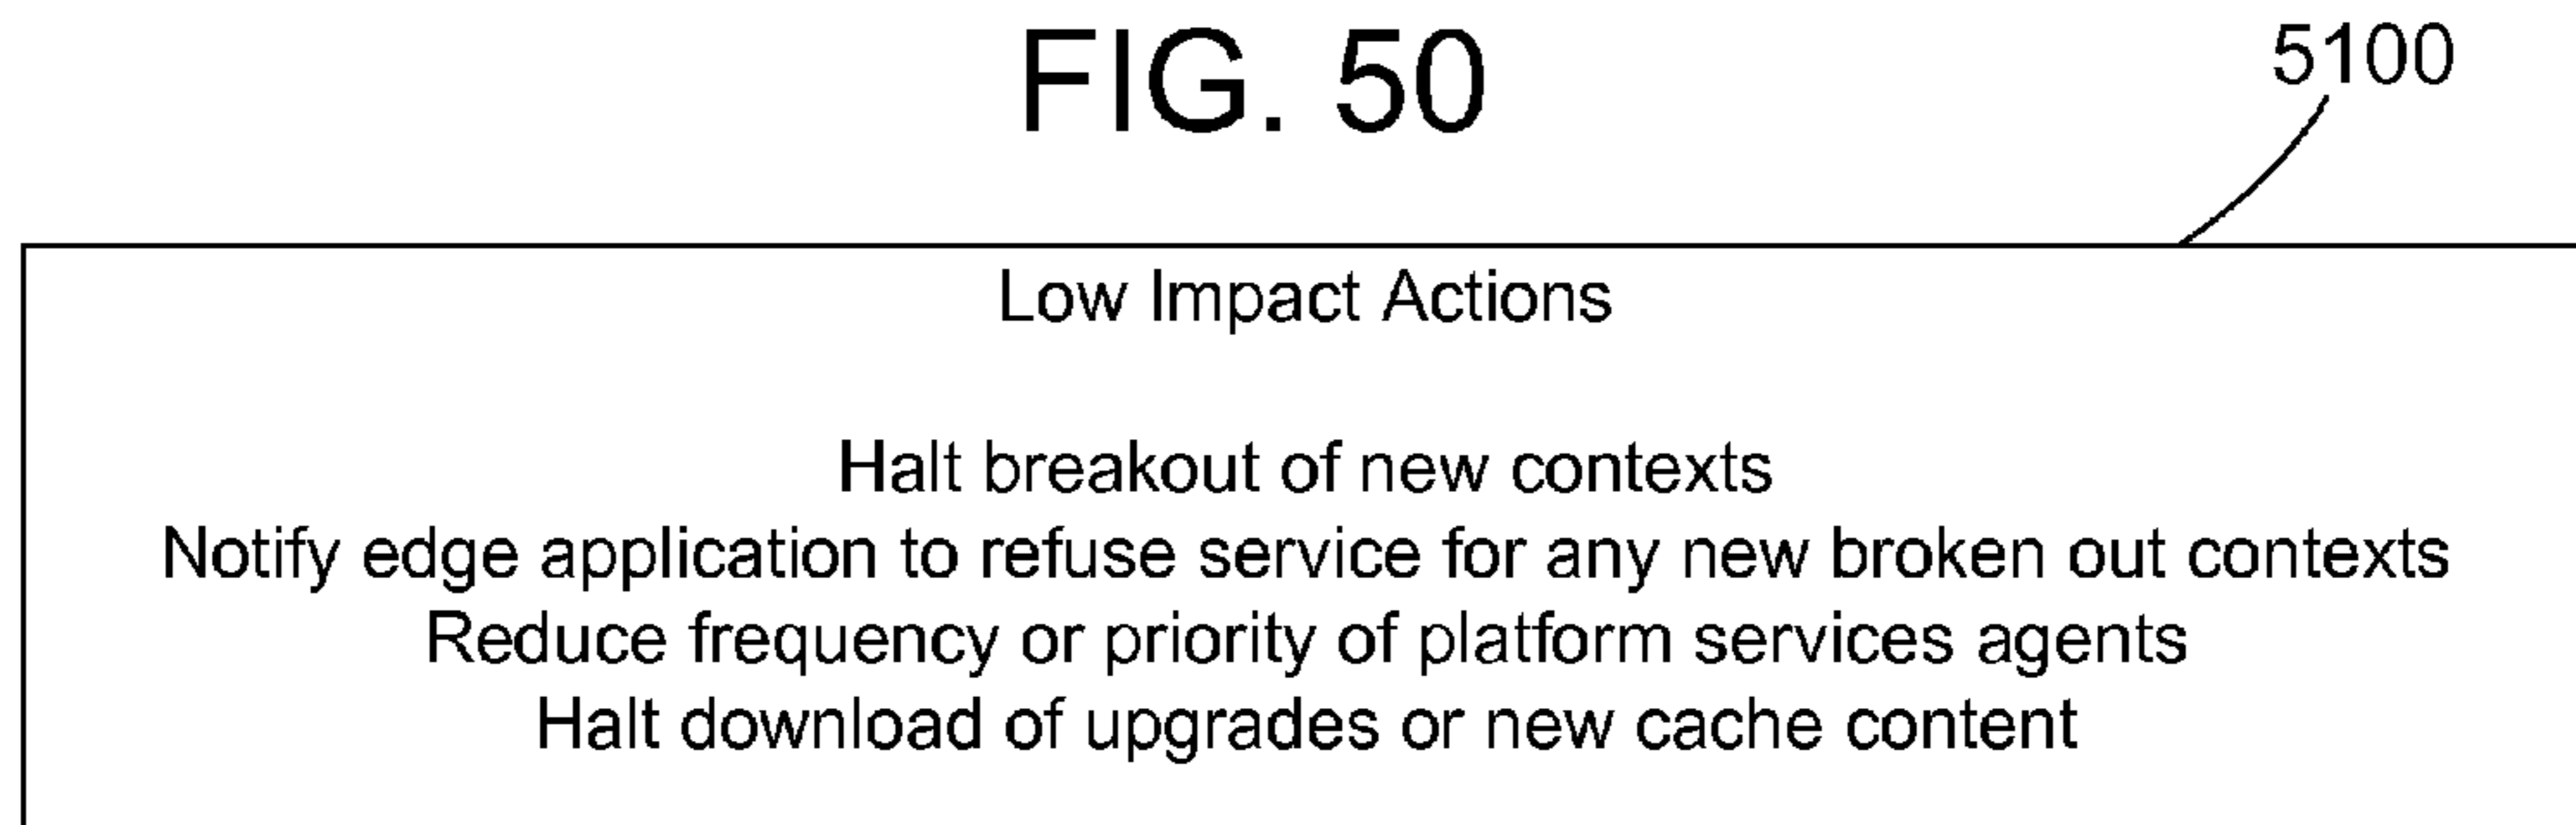 FIG. 50
5100
Low Impact Actions
Halt breakout of new contexts
Notify edge application to refuse service for any new broken out contexts
Reduce frequency or priority of platform services agents
Halt download of upgrades or new cache content